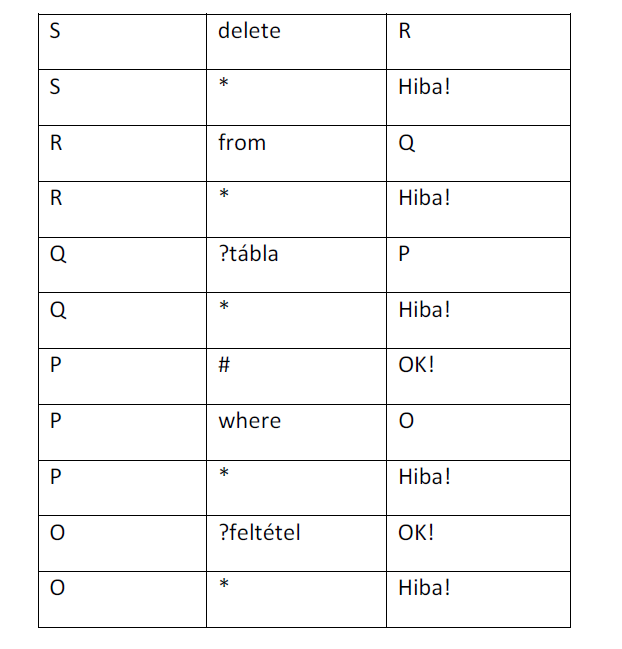 S delete R
S * Hiba!
R from Q
R * Hiba!
Q ?tábla P
Q * Hiba!
P # OK!
P where O
P * Hiba!
O ?feltétel OK!
O * Hiba!